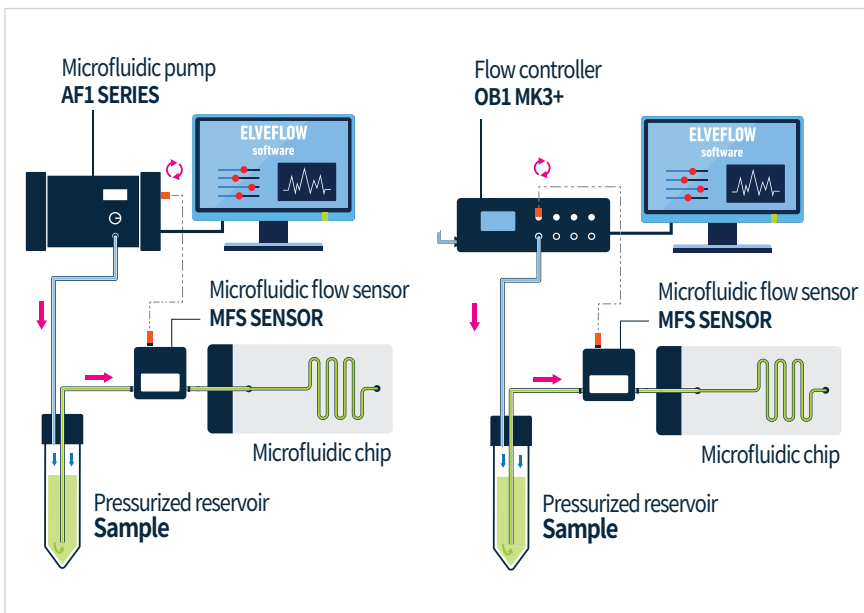 Microfluidic pump
AF1 SERIES
ELVEFLOW
software
Microfluidic flow sensor
MFS SENSOR
Microfluidic chip
Pressurized reservoir
Sample
Flow controller
OB1 MK3+
ELVEFLOW
software
Microfluidic flow sensor
MFS SENSOR
Microfluidic chip
Pressurized reservoir
Sample